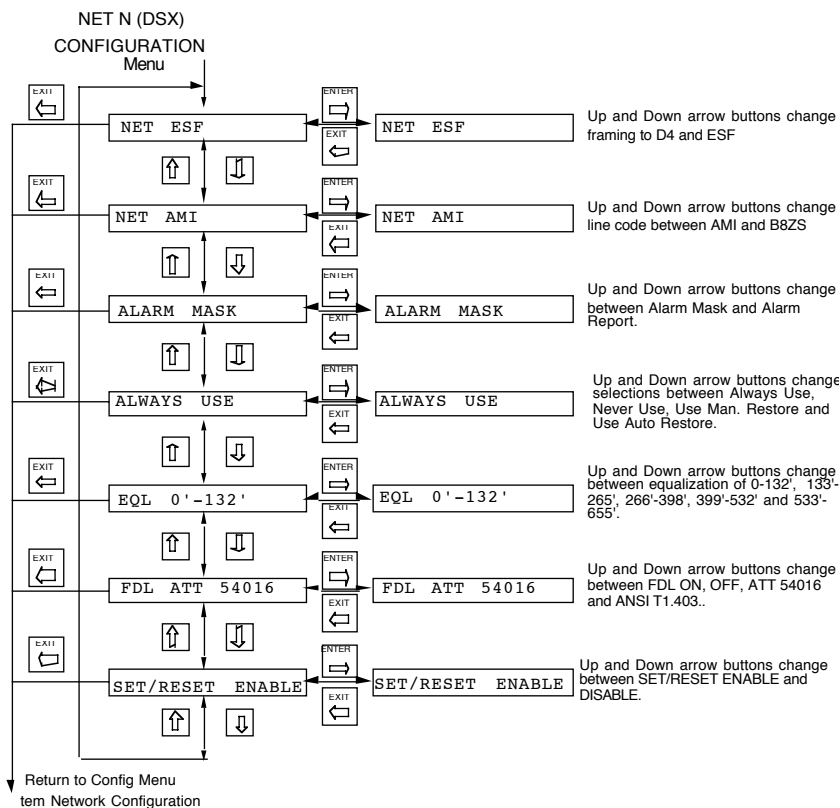 NET N (DSX)
CONFIGURATION
Menu
EXIT
ENTER
NET ESF
EXIT
NET ESF
Up and Down arrow buttons change
framing to D4 and ESF
EXIT
ENTER
NET AMI
EXIT
NET AMI
Up and Down arrow buttons change
line code between AMI and B8ZS
EXIT
ENTER
ALARM MASK
EXIT
ALARM MASK
Up and Down arrow buttons change
between Alarm Mask and Alarm
Report.
EXIT
ENTER
ALWAYS USE
EXIT
ALWAYS USE
Up and Down arrow buttons change
selections between Always Use,
Never Use, Use Man. Restore and
Use Auto Restore.
EXIT
ENTER
EQL 0'-132'
EXIT
EQL 0'-132'
Up and Down arrow buttons change
between equalization of 0-132', 133'-
265', 266'-398', 399'-532' and 533'-
655'.
EXIT
ENTER
FDL ATT 54016
EXIT
FDL ATT 54016
Up and Down arrow buttons change
between FDL ON, OFF, ATT 54016
and ANSI T1.403..
EXIT
ENTER
SET/RESET ENABLE
EXIT
SET/RESET ENABLE
Up and Down arrow buttons change
between SET/RESET ENABLE and
DISABLE.
Return to Config Menu
tem Network Configuration